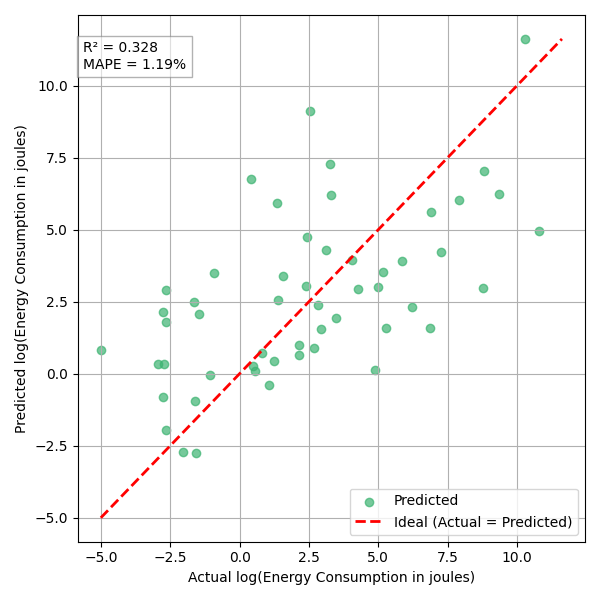 R² = 0.328
MAPE = 1.19%
10.0
7.5
5.0
2.5
0.0
−2.5
−5.0
Predicted log(Energy Consumption in joules)
Predicted
Ideal (Actual = Predicted)
−5.0 −2.5 0.0 2.5 5.0 7.5 10.0
Actual log(Energy Consumption in joules)